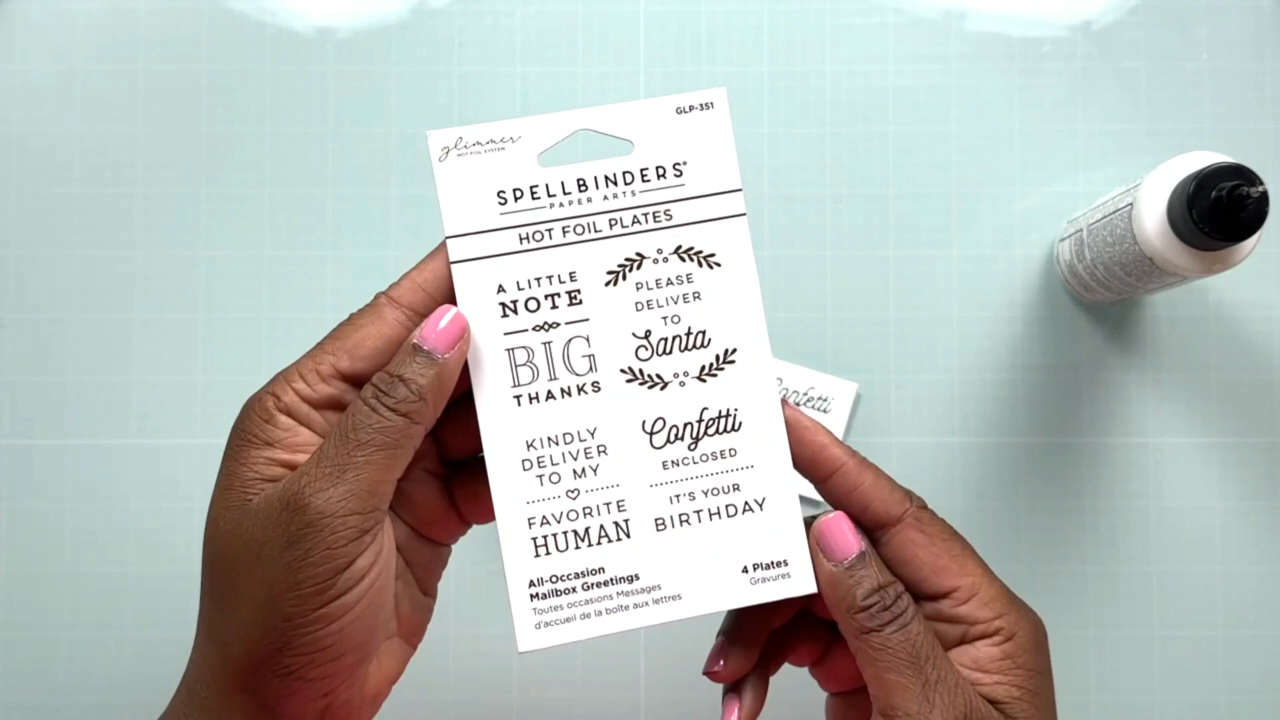 GLP-351
glimmer
HOT FOIL SYSTEM
SPELLBINDERS®
PAPER ARTS
HOT FOIL PLATES
A LITTLE
NOTE
BIG
THANKS
PLEASE
DELIVER
TO
Santa
KINDLY
DELIVER
TO MY
FAVORITE
HUMAN
Confetti
ENCLOSED
IT'S YOUR
BIRTHDAY
All-Occasion
Mailbox Greetings
Toutes occasions Messages
d'accueil de la boîte aux lettres
4 Plates
Gravures
Confetti